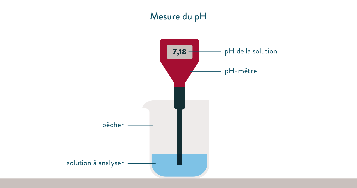 Mesure du pH
7,18
pH de la solution
pH-mètre
bécher
solution à analyser